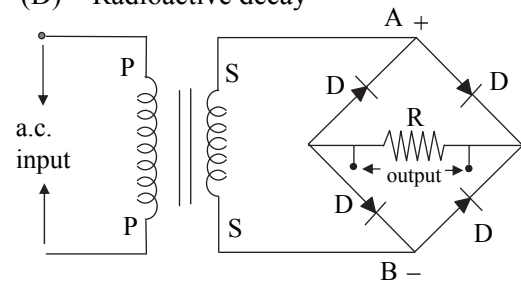 (D) Radioactive decay
A +
P S D D
a.c. R
input output
D D
P S
B –